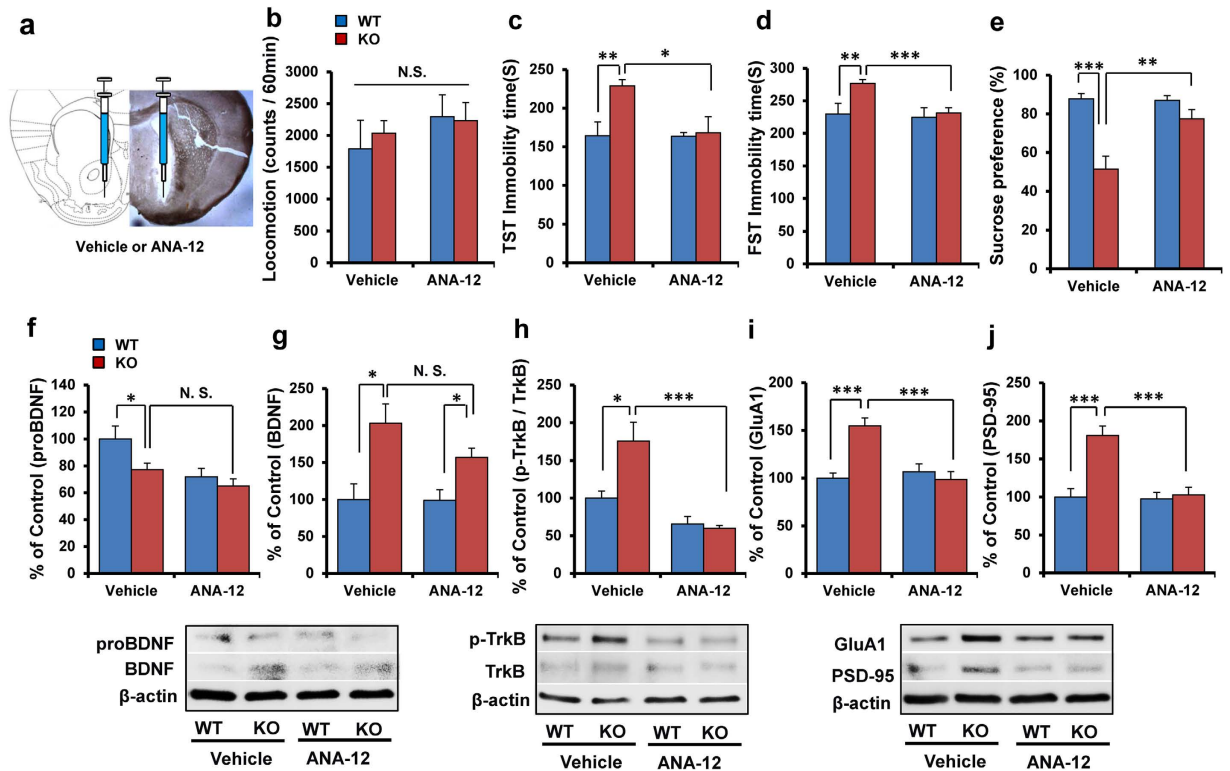 a
Vehicle or ANA-12
b
WT
KO
Locomotion (counts / 60min)
3000
2500
2000
1500
1000
500
0
N.S.
Vehicle
ANA-12
c
TST Immobility time(S)
250
200
150
100
50
0
**
*
Vehicle
ANA-12
d
FST Immobility time(S)
300
250
200
150
100
50
0
**
***
Vehicle
ANA-12
e
Sucrose preference (%)
100
80
60
40
20
0
***
**
Vehicle
ANA-12
f
WT
KO
% of Control (proBDNF)
140
120
100
80
60
40
20
0
*
N. S.
Vehicle
ANA-12
g
% of Control (BDNF)
250
200
150
100
50
0
*
N. S.
*
Vehicle
ANA-12
h
% of Control (p-TrkB / TrkB)
250
200
150
100
50
0
*
***
Vehicle
ANA-12
i
% of Control (GluA1)
200
150
100
50
0
***
***
Vehicle
ANA-12
j
% of Control (PSD-95)
250
200
150
100
50
0
***
***
Vehicle
ANA-12
proBDNF
BDNF
β-actin
WT KO WT KO
Vehicle ANA-12
p-TrkB
TrkB
β-actin
WT KO WT KO
Vehicle ANA-12
GluA1
PSD-95
β-actin
WT KO WT KO
Vehicle ANA-12